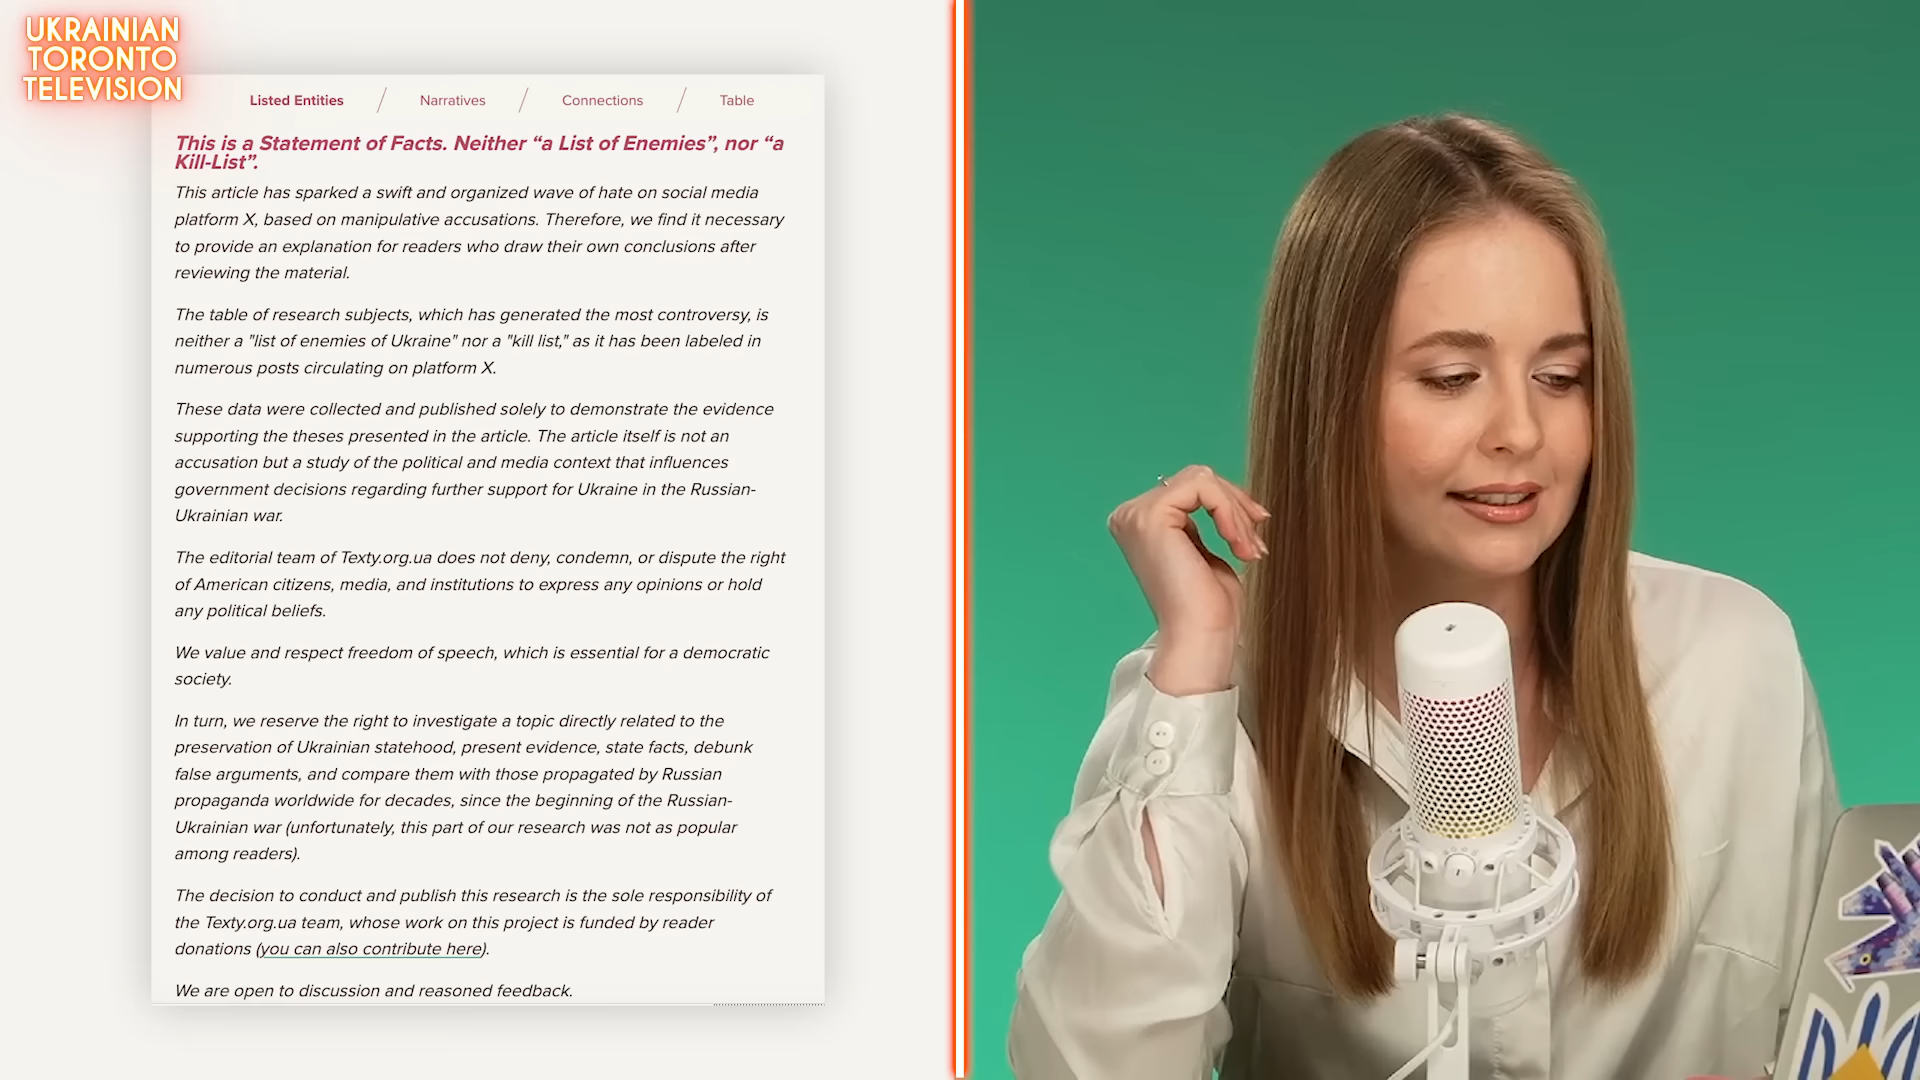 UKRAINIAN
TORONTO
TELEVISION
Listed Entities / Narratives / Connections / Table
This is a Statement of Facts. Neither “a List of Enemies”, nor “a
Kill-List”.
This article has sparked a swift and organized wave of hate on social media
platform X, based on manipulative accusations. Therefore, we find it necessary
to provide an explanation for readers who draw their own conclusions after
reviewing the material.
The table of research subjects, which has generated the most controversy, is
neither a "list of enemies of Ukraine" nor a "kill list," as it has been labeled in
numerous posts circulating on platform X.
These data were collected and published solely to demonstrate the evidence
supporting the theses presented in the article. The article itself is not an
accusation but a study of the political and media context that influences
government decisions regarding further support for Ukraine in the Russian-
Ukrainian war.
The editorial team of Texty.org.ua does not deny, condemn, or dispute the right
of American citizens, media, and institutions to express any opinions or hold
any political beliefs.
We value and respect freedom of speech, which is essential for a democratic
society.
In turn, we reserve the right to investigate a topic directly related to the
preservation of Ukrainian statehood, present evidence, state facts, debunk
false arguments, and compare them with those propagated by Russian
propaganda worldwide for decades, since the beginning of the Russian-
Ukrainian war (unfortunately, this part of our research was not as popular
among readers).
The decision to conduct and publish this research is the sole responsibility of
the Texty.org.ua team, whose work on this project is funded by reader
donations (you can also contribute here).
We are open to discussion and reasoned feedback.